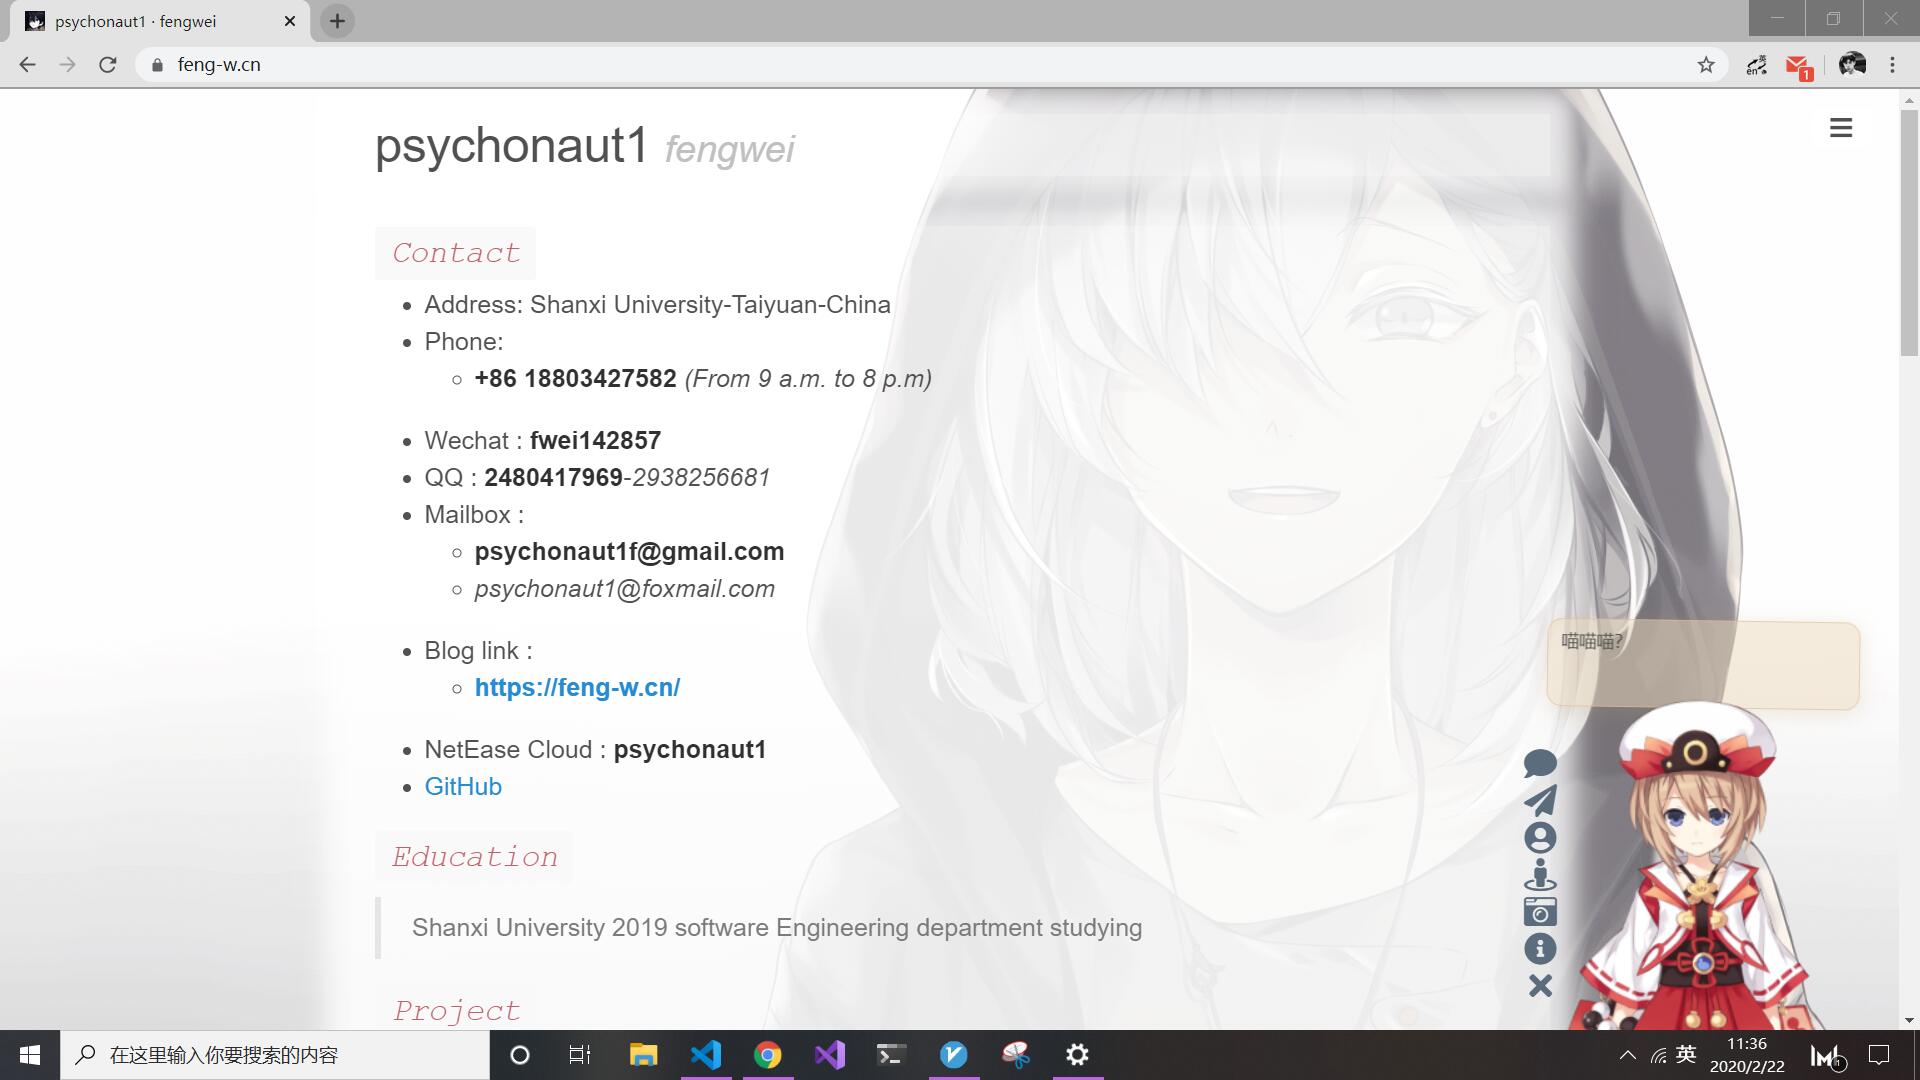 psychonaut1 · fengwei
feng-w.cn
en 英
1
psychonaut1 fengwei
Contact
Address: Shanxi University-Taiyuan-China
Phone:
+86 18803427582 (From 9 a.m. to 8 p.m)
Wechat : fwei142857
QQ : 2480417969-2938256681
Mailbox :
psychonaut1f@gmail.com
psychonaut1@foxmail.com
喵喵喵?
Blog link :
https://feng-w.cn/
NetEase Cloud : psychonaut1
GitHub
Education
Shanxi University 2019 software Engineering department studying
Project
在这里输入你要搜索的内容
英
11:36
2020/2/22